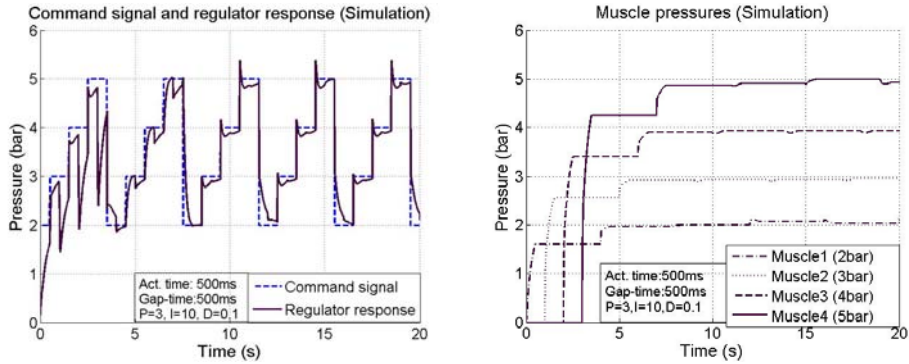 Command signal and regulator response (Simulation)
6
5
4
3
2
1
0
Pressure (bar)
Act. time: 500ms
Gap-time:500ms
P=3, I=10, D=0,1
Command signal
Regulator response
0 5 10 15 20
Time (s)
Muscle pressures (Simulation)
6
5
4
3
2
1
0
Pressure (bar)
Act. time:500ms
Gap-time:500ms
P=3,I=10,D=0.1
Muscle1 (2bar)
Muscle2 (3bar)
Muscle3 (4bar)
Muscle4 (5bar)
0 5 10 15 20
Time (s)